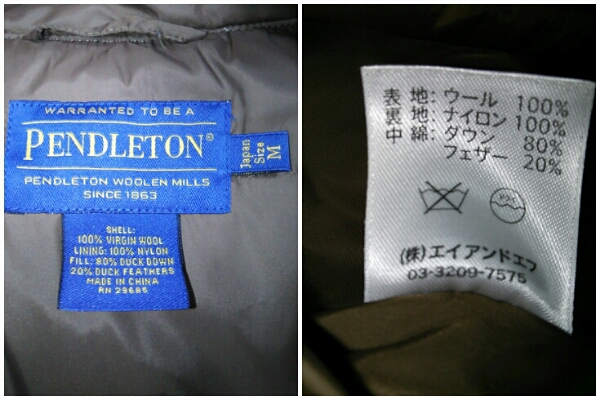 WARRANTED TO BE A
PENDLETON®
PENDLETON WOOLEN MILLS
SINCE 1863
Japan
Size
M
SHELL:
100% VIRGIN WOOL
LINING: 100% NYLON
FILL: 80% DUCK DOWN
20% DUCK FEATHERS
MADE IN CHINA
RN 29685
表地:ウール 100%
裏地:ナイロン 100%
中綿:ダウン 80%
フェザー 20%
(株)エイアンドエフ
03-3209-7575